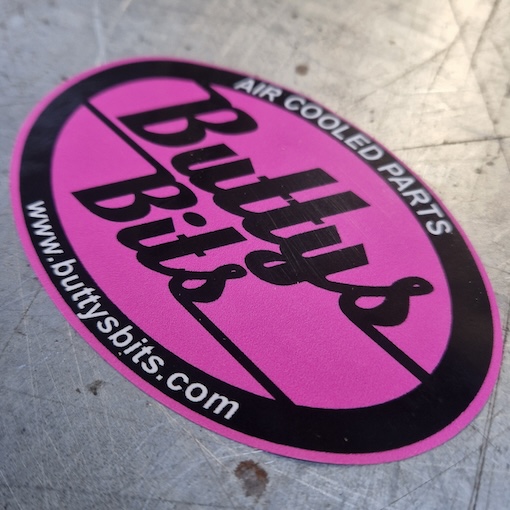 AIR COOLED PARTS
Buttys
Bits
www.buttysbits.com